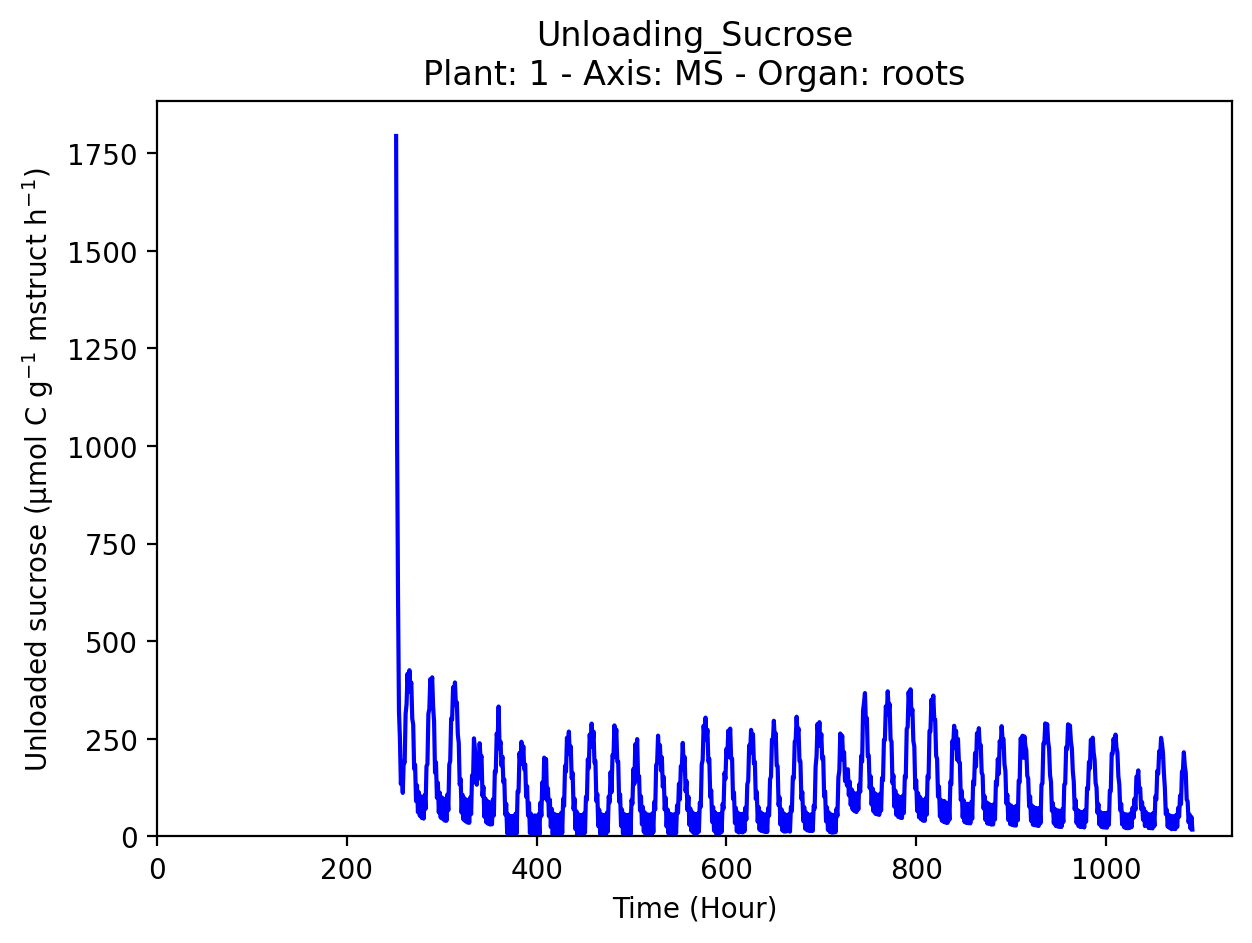 Unloading_Sucrose
Plant: 1 - Axis: MS - Organ: roots
Unloaded sucrose (µmol C g⁻¹ mstruct h⁻¹)
1750
1500
1250
1000
750
500
250
0
0 200 400 600 800 1000
Time (Hour)